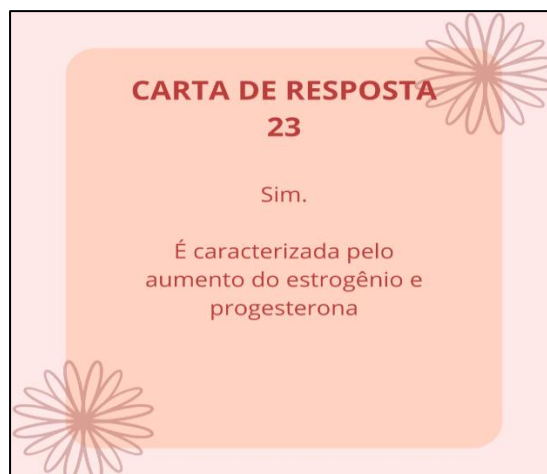 CARTA DE RESPOSTA
23
Sim.
É caracterizada pelo
aumento do estrogênio e
progesterona